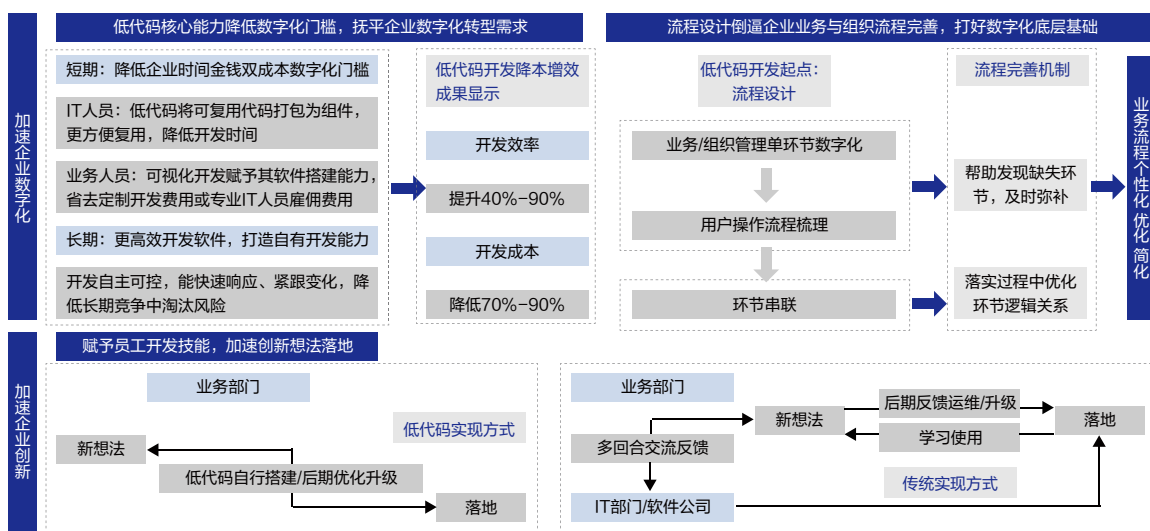 加速企业数字化
低代码核心能力降低数字化门槛，抚平企业数字化转型需求
短期：降低企业时间金钱双成本数字化门槛
IT人员：低代码将可复用代码打包为组件，
更方便复用，降低开发时间
业务人员：可视化开发赋予其软件搭建能力，
省去定制开发费用或专业IT人员雇佣费用
长期：更高效开发软件，打造自有开发能力
开发自主可控，能快速响应、紧跟变化，降
低长期竞争中淘汰风险
低代码开发降本增效
成果显示
开发效率
提升40%-90%
开发成本
降低70%-90%
流程设计倒逼企业业务与组织流程完善，打好数字化底层基础
低代码开发起点：
流程设计
业务/组织管理单环节数字化
用户操作流程梳理
环节串联
流程完善机制
帮助发现缺失环
节，及时弥补
落实过程中优化
环节逻辑关系
业务流程个性化 优化 简化
加速企业创新
赋予员工开发技能，加速创新想法落地
业务部门
低代码实现方式
新想法
低代码自行搭建/后期优化升级
落地
业务部门
新想法
后期反馈运维/升级
落地
学习使用
多回合交流反馈
传统实现方式
IT部门/软件公司